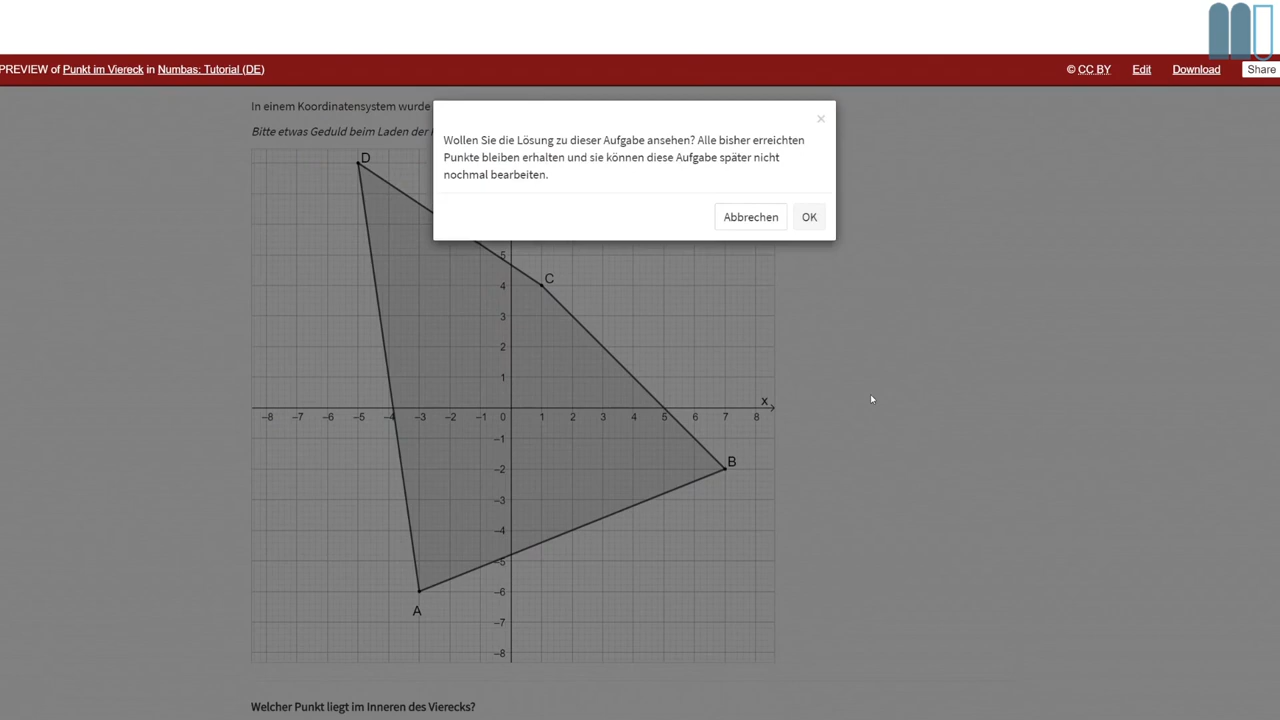 PREVIEW of Punkt im Viereck in Numbas: Tutorial (DE)
© CC BY Edit Download Share
In einem Koordinatensystem wurde
Bitte etwas Geduld beim Laden der
×
Wollen Sie die Lösung zu dieser Aufgabe ansehen? Alle bisher erreichten
Punkte bleiben erhalten und sie können diese Aufgabe später nicht
nochmal bearbeiten.
Abbrechen OK
D
5
C
4
3
2
1
x
–8 –7 –6 –5 –4 –3 –2 –1 0 1 2 3 4 5 6 7 8
–1
B
–2
–3
–4
–5
–6
A
–7
–8
Welcher Punkt liegt im Inneren des Vierecks?